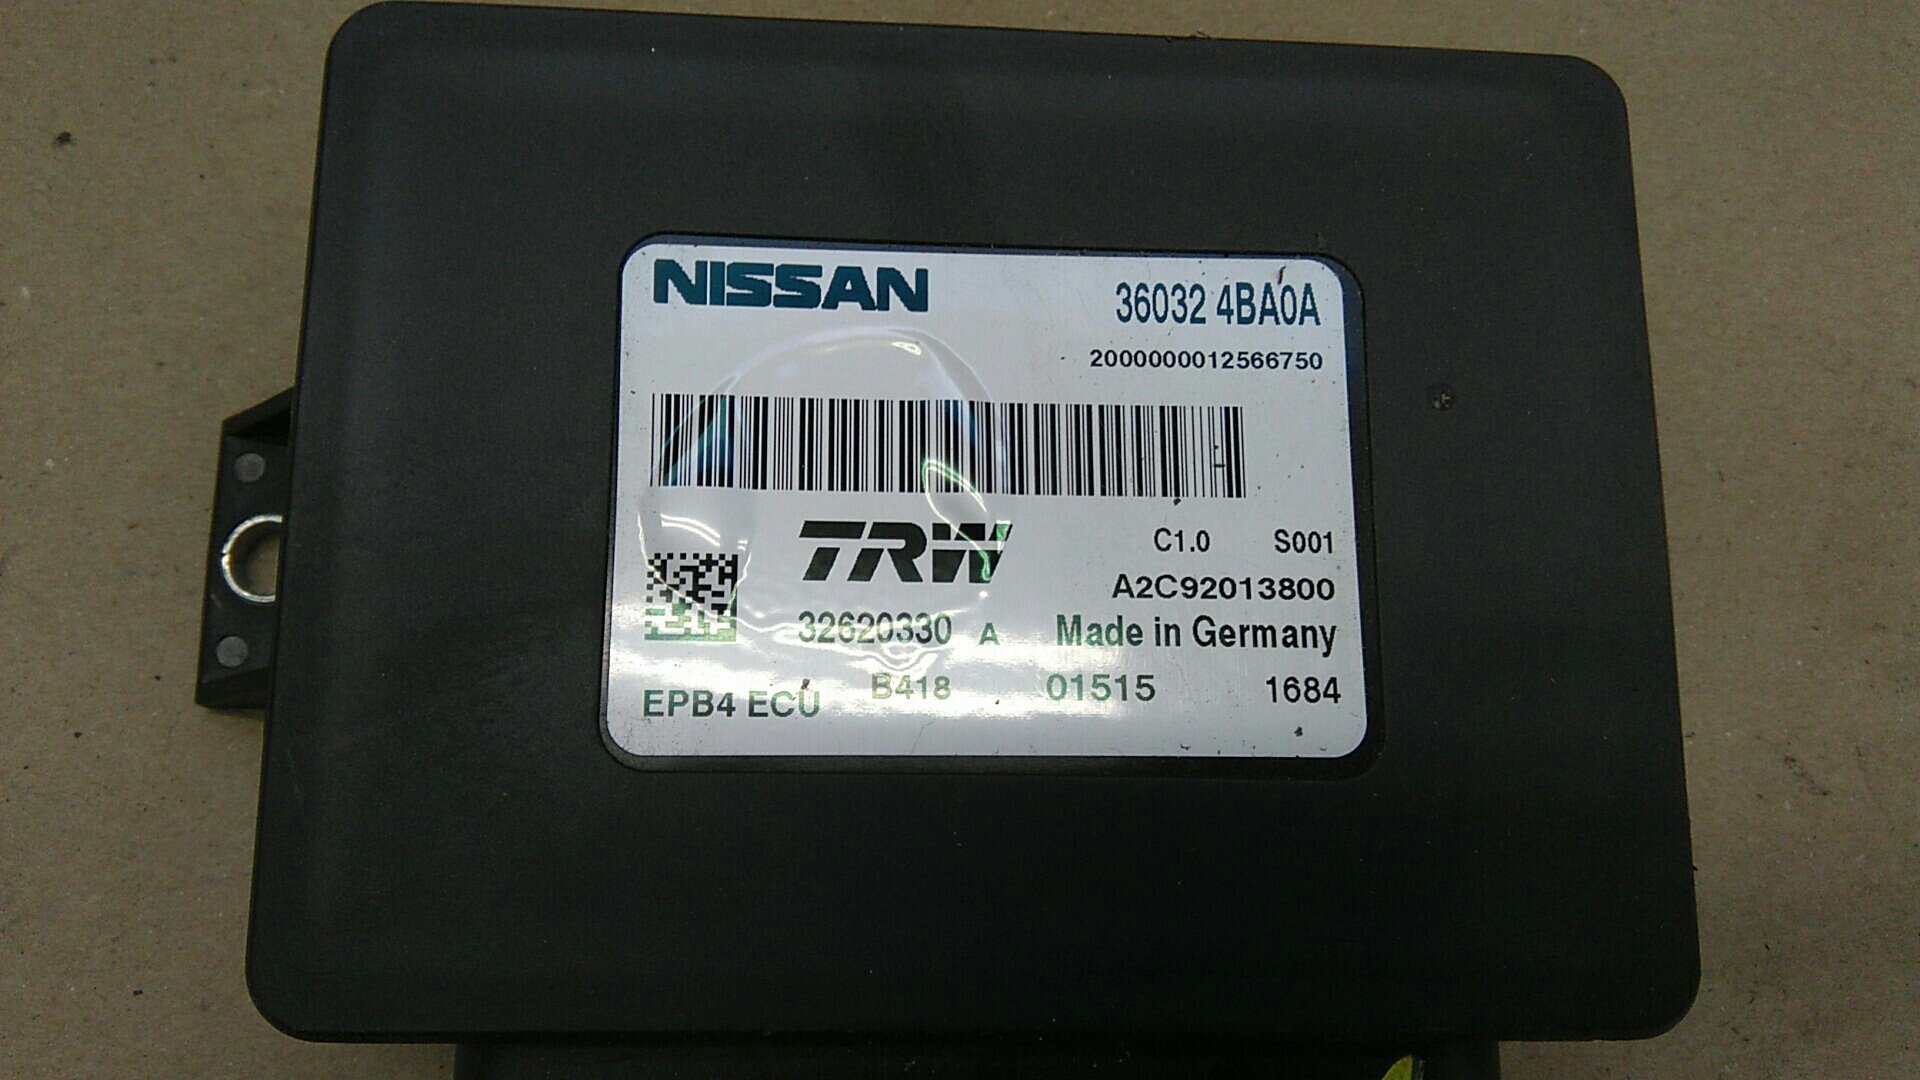 NISSAN 36032 4BA0A
2000000012566750
TRW C1.0 S001
A2C92013800
32620330 A Made in Germany
EPB4 ECU B418 01515 1684